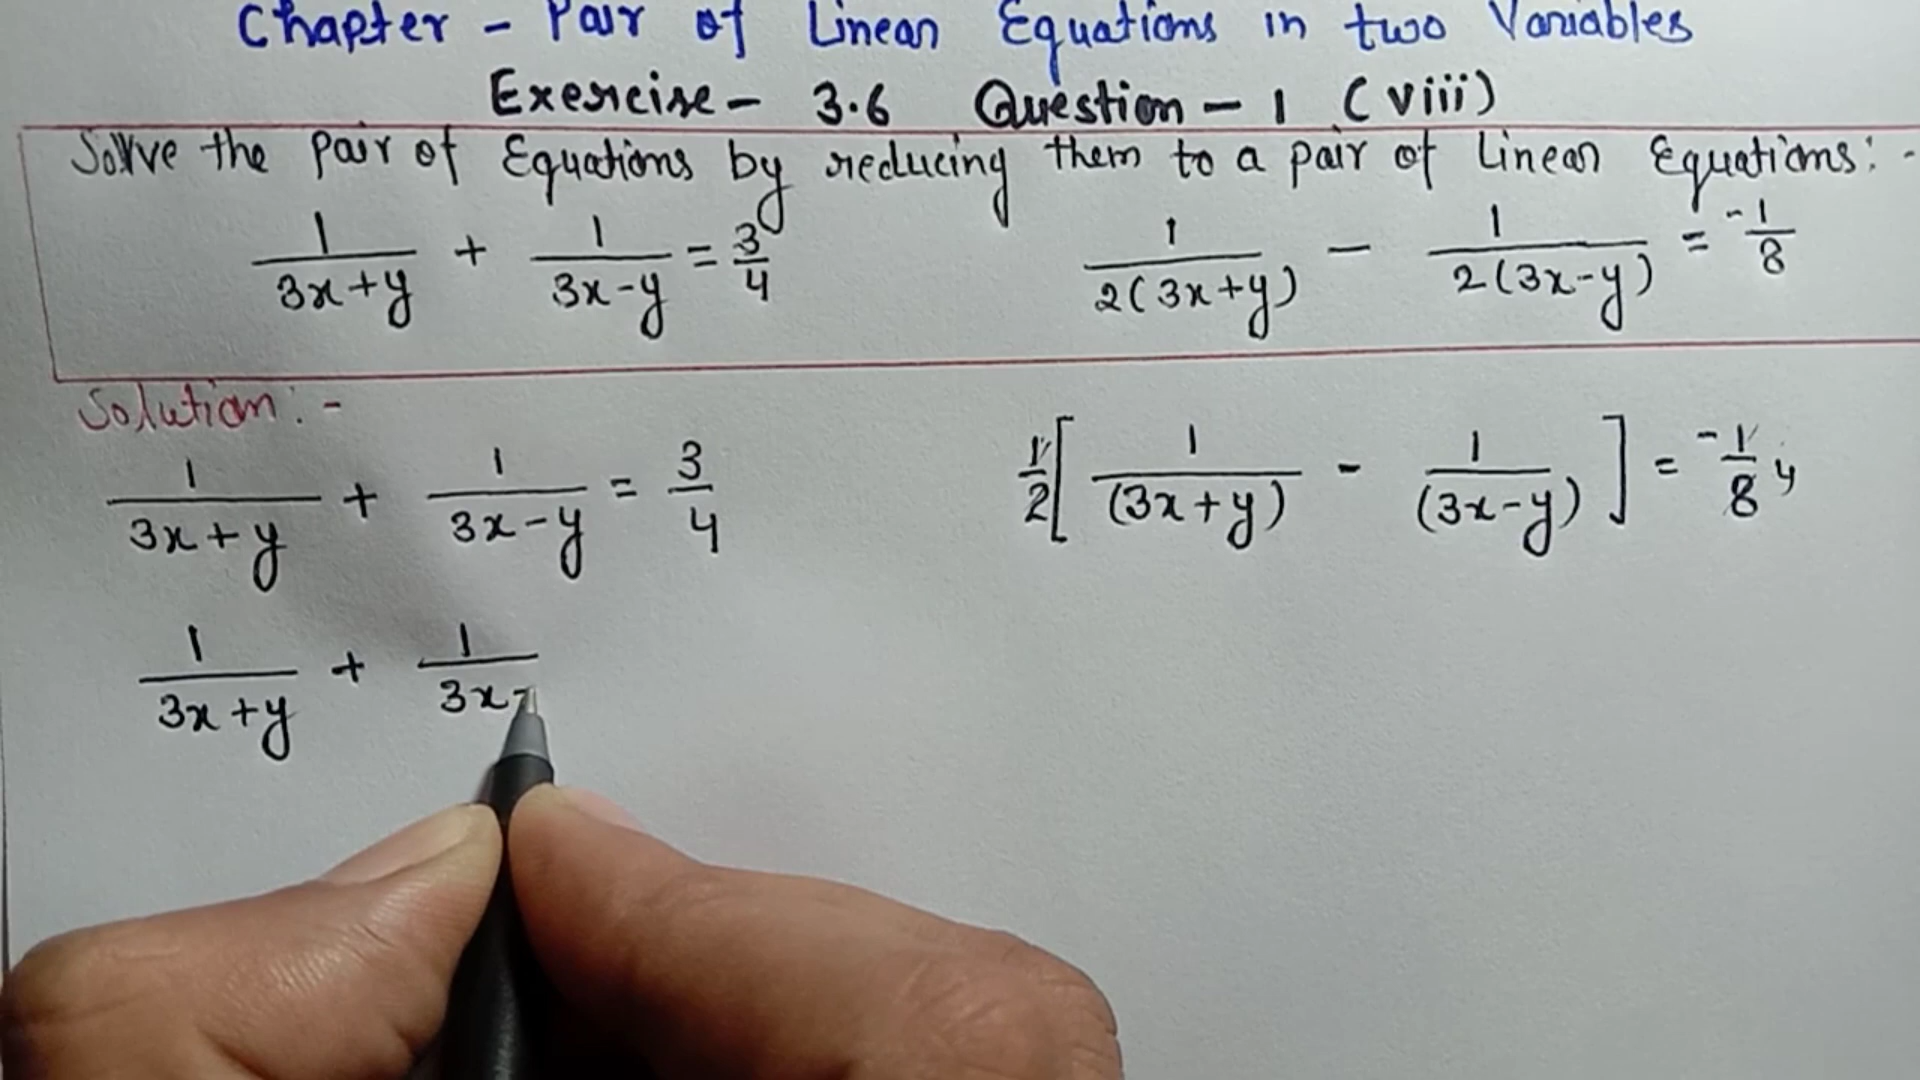 Chapter - Pair of Linear Equations in two Variables
Exercise - 3.6 Question - 1 (viii)
Solve the pair of Equations by reducing them to a pair of Linear Equations: -
1/(3x+y) + 1/(3x-y) = 3/4    1/(2(3x+y)) - 1/(2(3x-y)) = -1/8
Solution: -
1/(3x+y) + 1/(3x-y) = 3/4    1/2[1/(3x+y) - 1/(3x-y)] = -1/8 4
1/(3x+y) + 1/(3x-